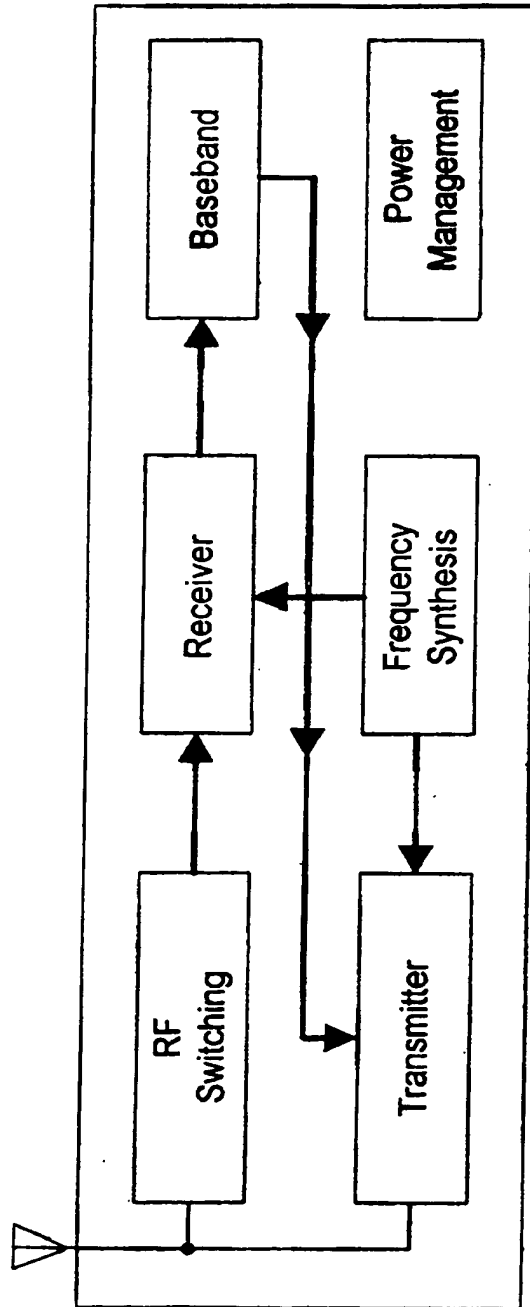 RF
Switching
Receiver
Baseband
Transmitter
Frequency
Synthesis
Power
Management